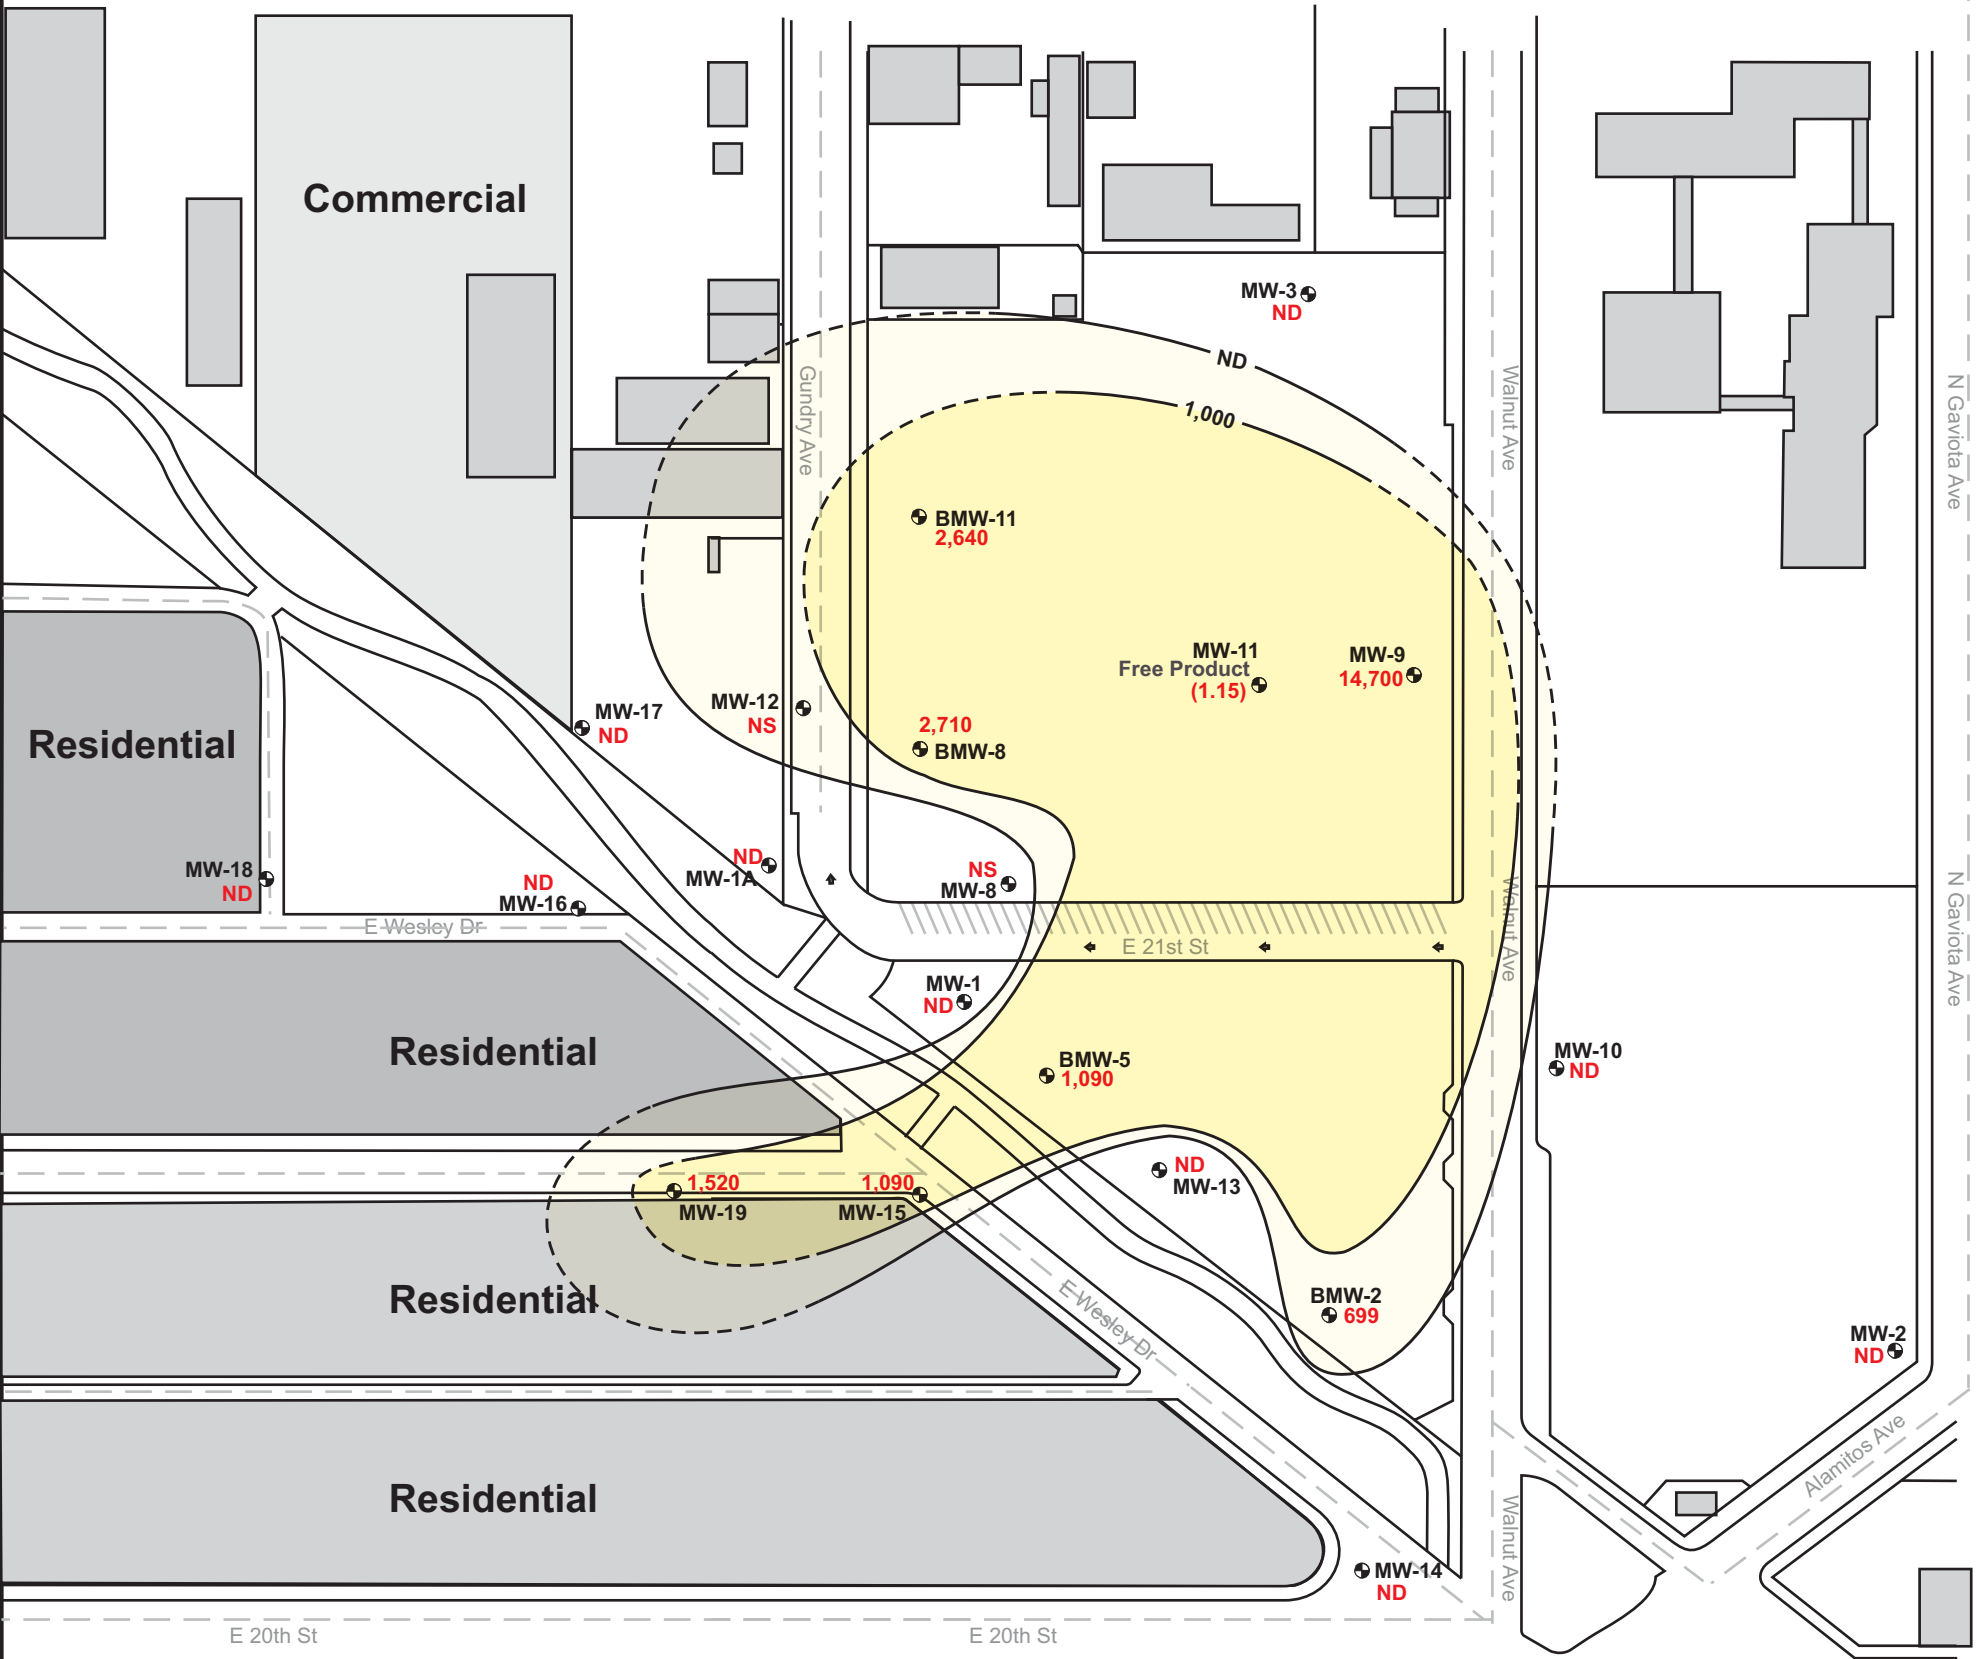 Commercial
MW-3
ND
ND
1,000
Gundry Ave
Walnut Ave
N Gaviota Ave
BMW-11
2,640
MW-11
Free Product
(1.15)
MW-9
14,700
MW-17
ND
MW-12
NS
2,710
BMW-8
Residential
MW-18
ND
ND
MW-16
ND
MW-1A
NS
MW-8
E Wesley Dr
E 21st St
Walnut Ave
N Gaviota Ave
MW-1
ND
Residential
BMW-5
1,090
MW-10
ND
1,520
MW-19
1,090
MW-15
ND
MW-13
Residential
E Wesley Dr
BMW-2
699
MW-2
ND
Residential
Alamitos Ave
Walnut Ave
MW-14
ND
E 20th St
E 20th St